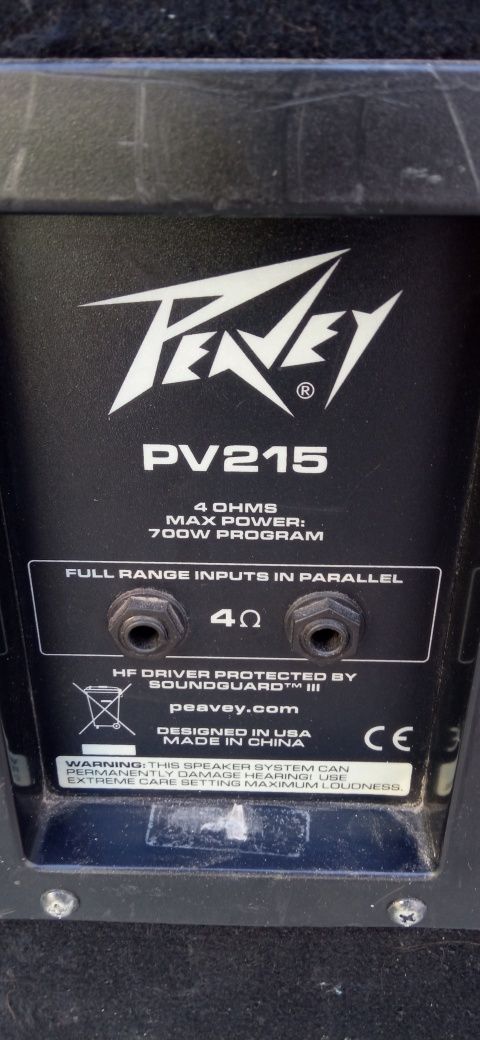 PEAVEY
®
PV215
4 OHMS
MAX POWER:
700W PROGRAM
FULL RANGE INPUTS IN PARALLEL
4Ω
HF DRIVER PROTECTED BY
SOUNDGUARD™ III
peavey.com
DESIGNED IN USA
MADE IN CHINA
CE
WARNING: THIS SPEAKER SYSTEM CAN
PERMANENTLY DAMAGE HEARING! USE
EXTREME CARE SETTING MAXIMUM LOUDNESS.